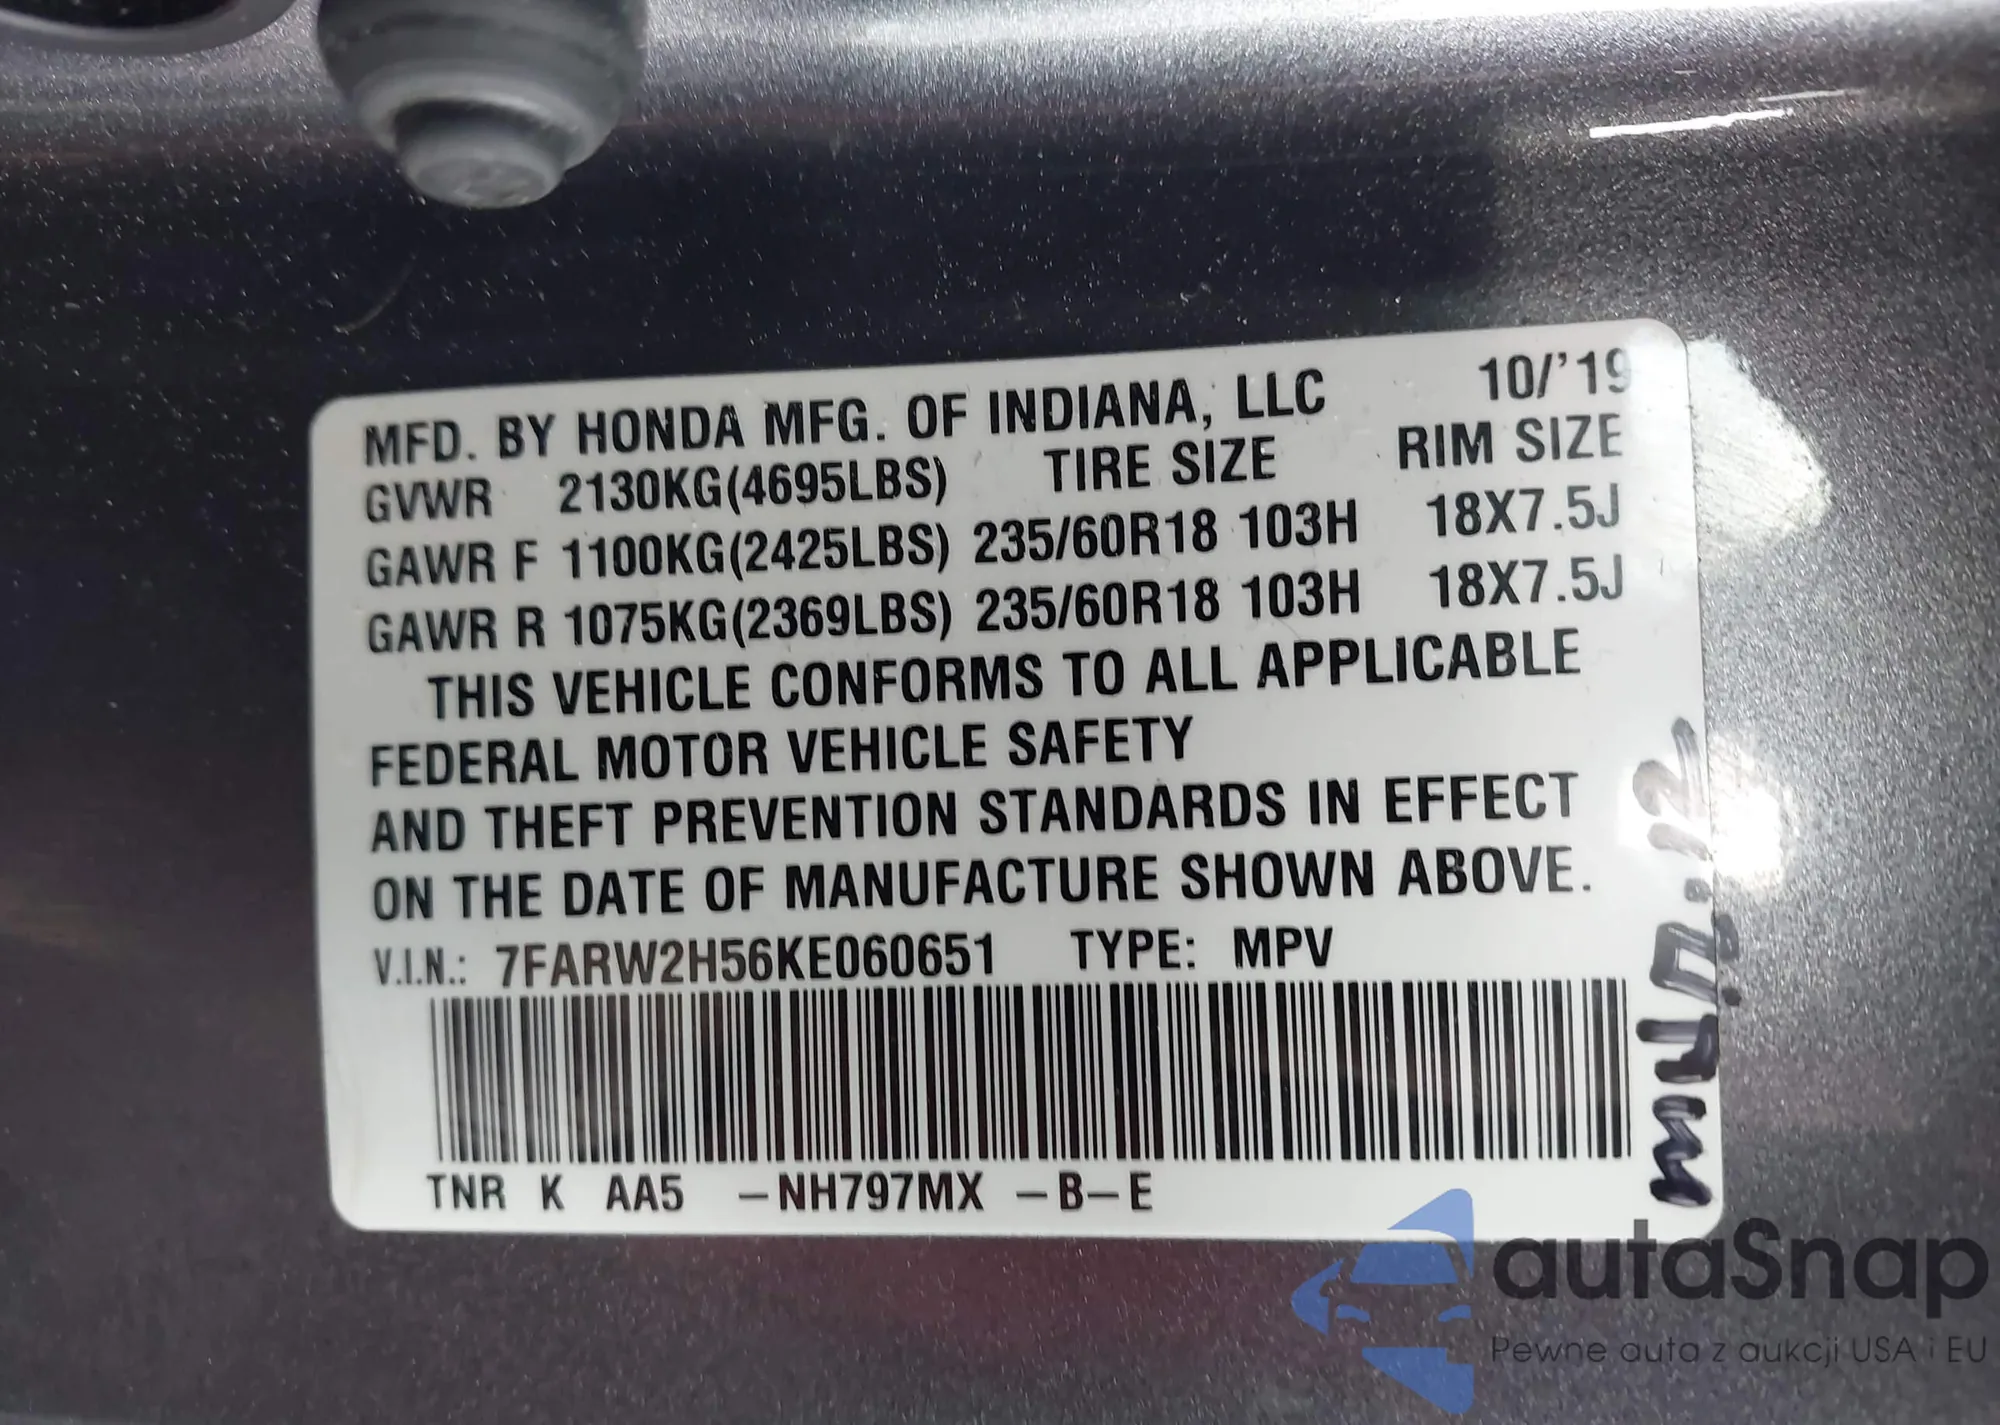 MFD. BY HONDA MFG. OF INDIANA, LLC 10/'19
GVWR 2130KG(4695LBS) TIRE SIZE RIM SIZE
GAWR F 1100KG(2425LBS) 235/60R18 103H 18X7.5J
GAWR R 1075KG(2369LBS) 235/60R18 103H 18X7.5J
THIS VEHICLE CONFORMS TO ALL APPLICABLE
FEDERAL MOTOR VEHICLE SAFETY
AND THEFT PREVENTION STANDARDS IN EFFECT
ON THE DATE OF MANUFACTURE SHOWN ABOVE.
V.I.N.: 7FARW2H56KE060651 TYPE: MPV
TNR K AA5 -NH797MX -B-E
autaSnap
Pewne auta z aukcji USA i EU